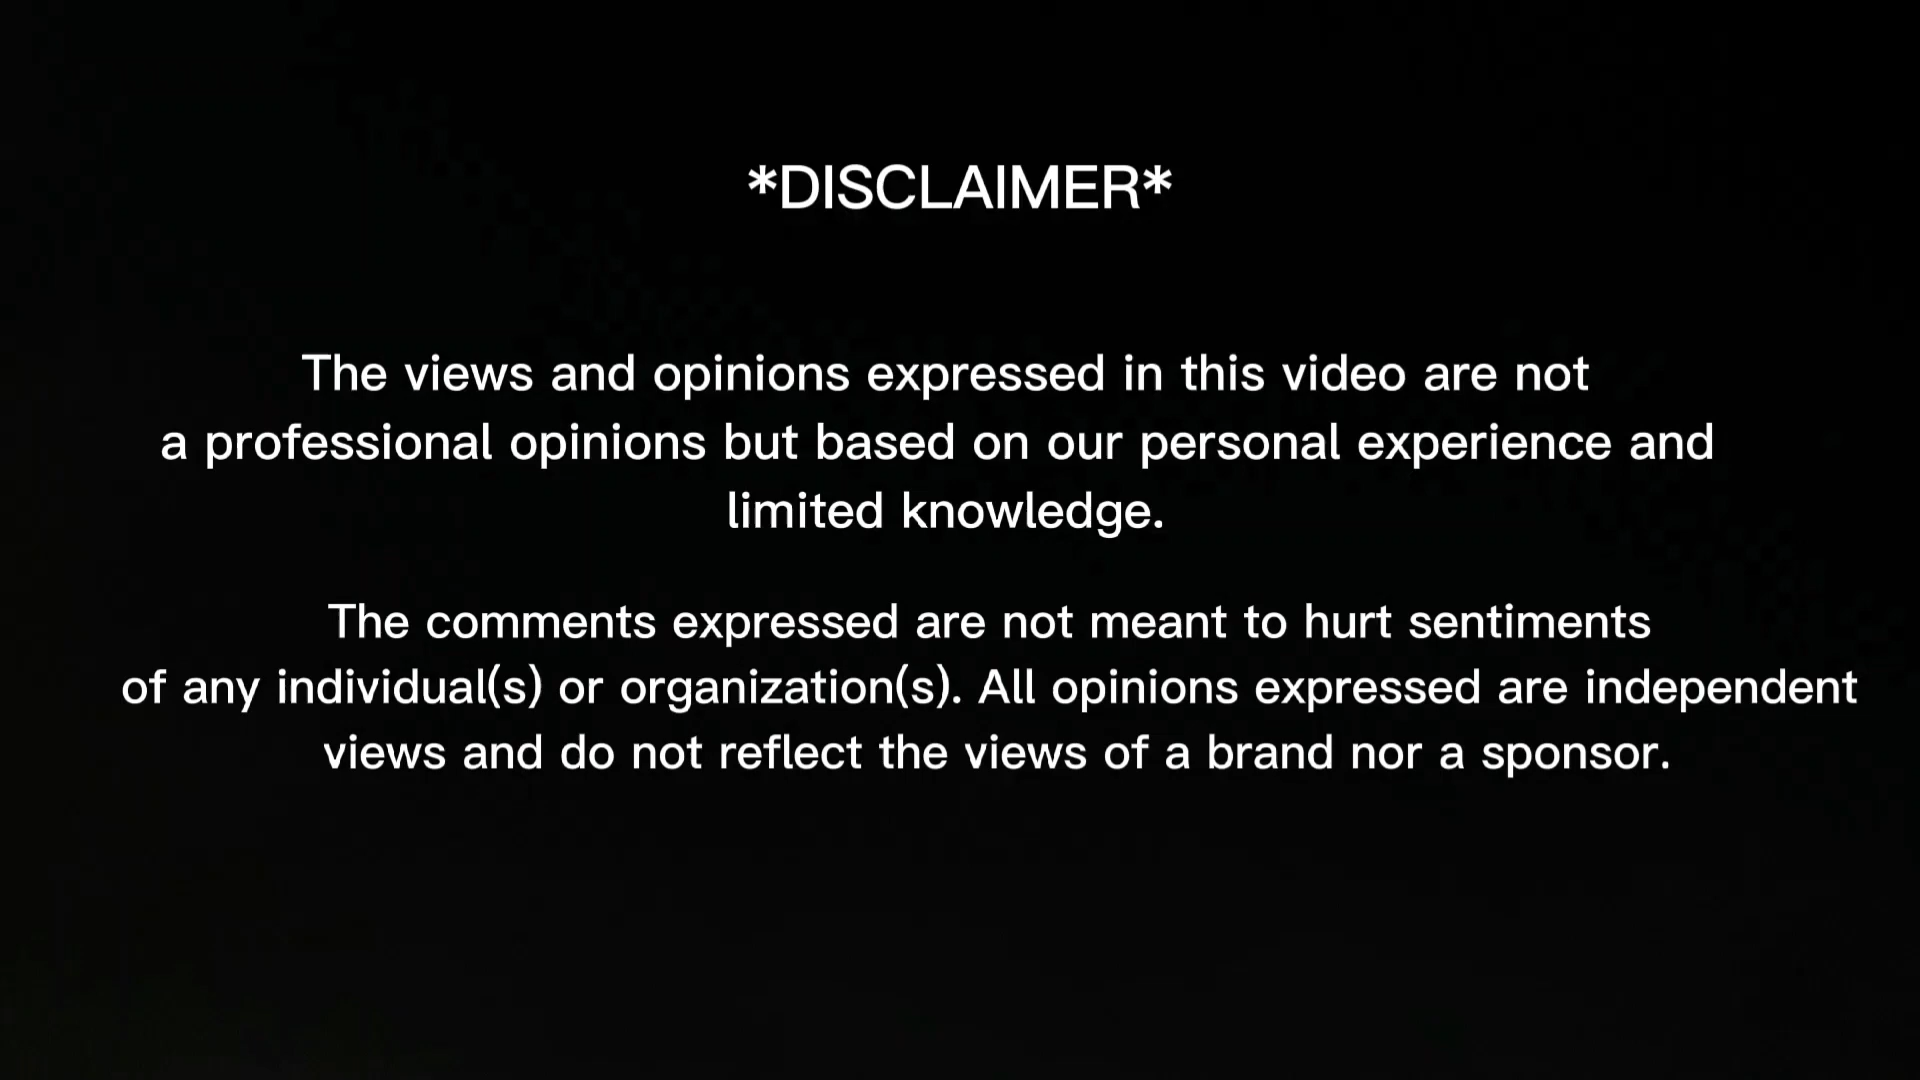 *DISCLAIMER*
The views and opinions expressed in this video are not
a professional opinions but based on our personal experience and
limited knowledge.
The comments expressed are not meant to hurt sentiments
of any individual(s) or organization(s). All opinions expressed are independent
views and do not reflect the views of a brand nor a sponsor.